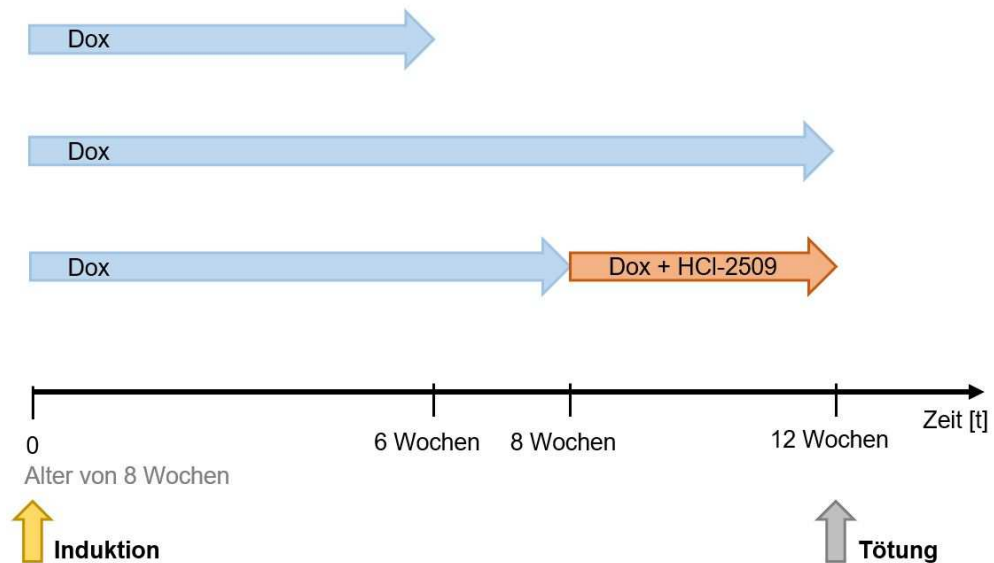 Dox
Dox
Dox
Dox + HCl-2509
Zeit [t]
0
6 Wochen
8 Wochen
12 Wochen
Alter von 8 Wochen
Induktion
Tötung